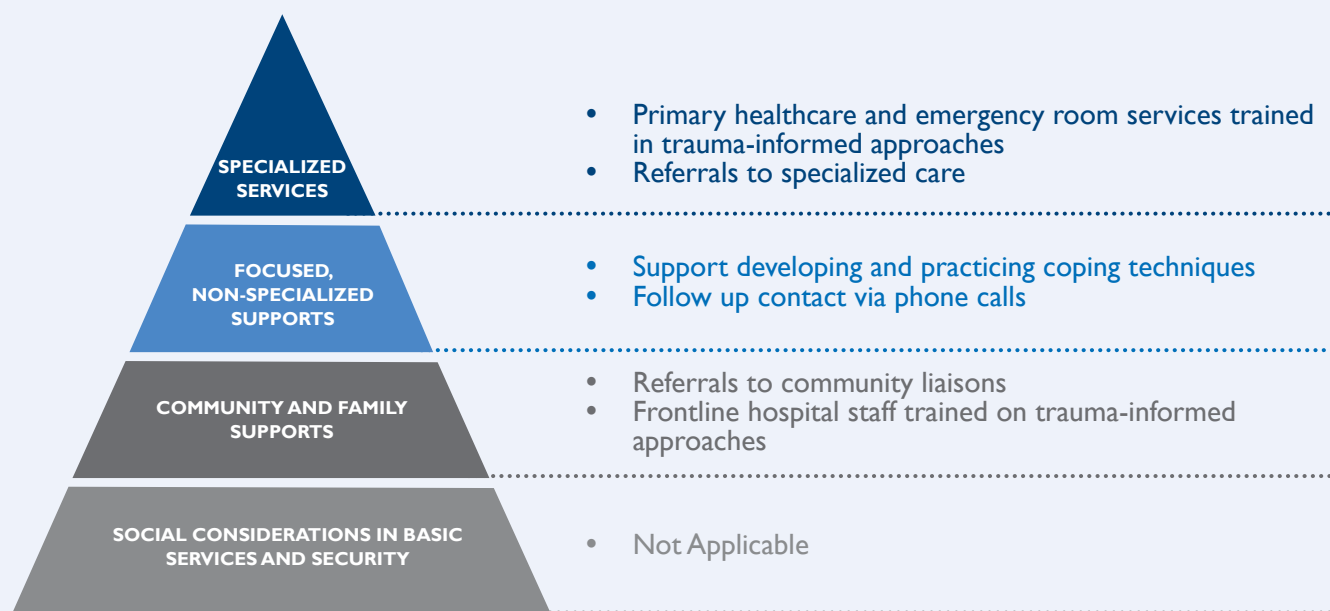 SPECIALIZED
SERVICES
• Primary healthcare and emergency room services trained
in trauma-informed approaches
• Referrals to specialized care
FOCUSED,
NON-SPECIALIZED
SUPPORTS
• Support developing and practicing coping techniques
• Follow up contact via phone calls
COMMUNITY AND FAMILY
SUPPORTS
• Referrals to community liaisons
• Frontline hospital staff trained on trauma-informed
approaches
SOCIAL CONSIDERATIONS IN BASIC
SERVICES AND SECURITY
• Not Applicable